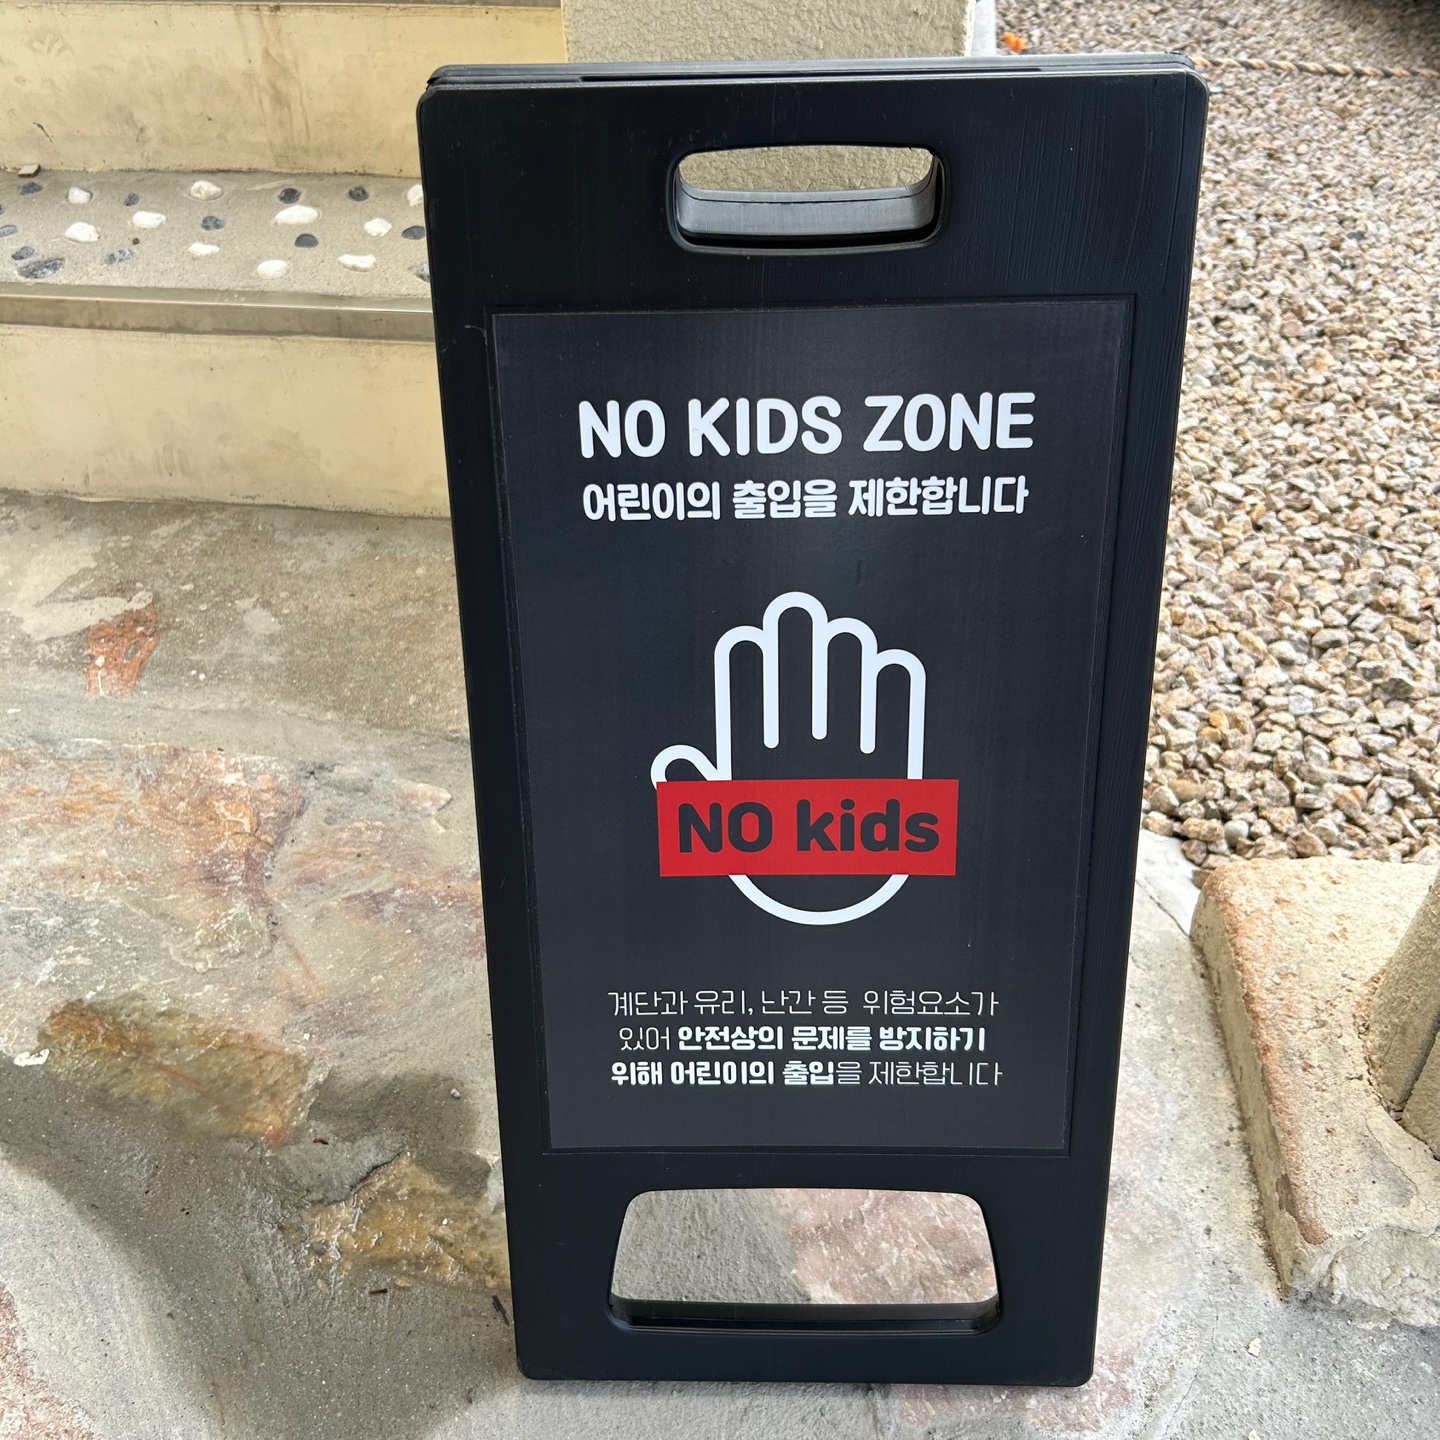 NO KIDS ZONE
어린이의 출입을 제한합니다
NO kids
계단과 유리, 난간 등 위험요소가
있어 안전상의 문제를 방지하기
위해 어린이의 출입을 제한합니다